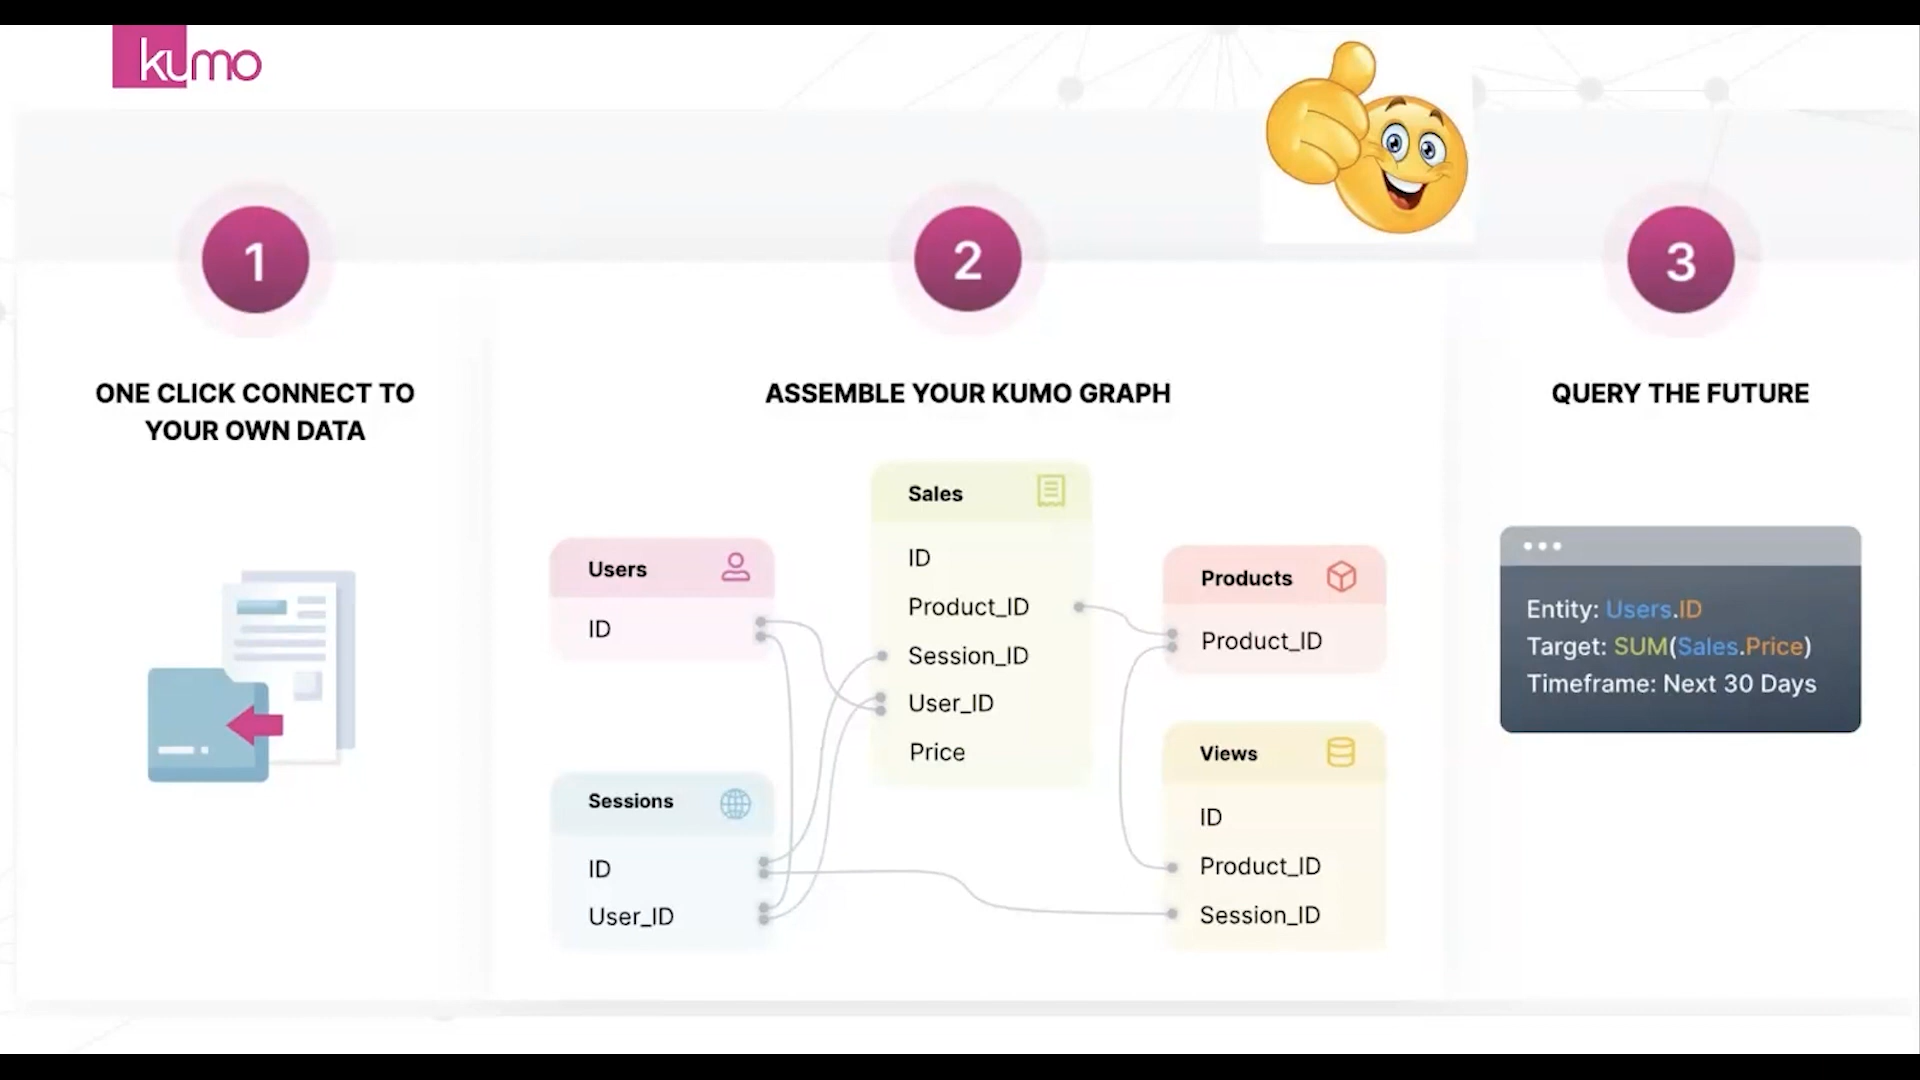 kumo
1
ONE CLICK CONNECT TO
YOUR OWN DATA
2
ASSEMBLE YOUR KUMO GRAPH
Users
ID
Sessions
ID
User_ID
Sales
ID
Product_ID
Session_ID
User_ID
Price
Products
Product_ID
Views
ID
Product_ID
Session_ID
3
QUERY THE FUTURE
Entity: Users.ID
Target: SUM(Sales.Price)
Timeframe: Next 30 Days